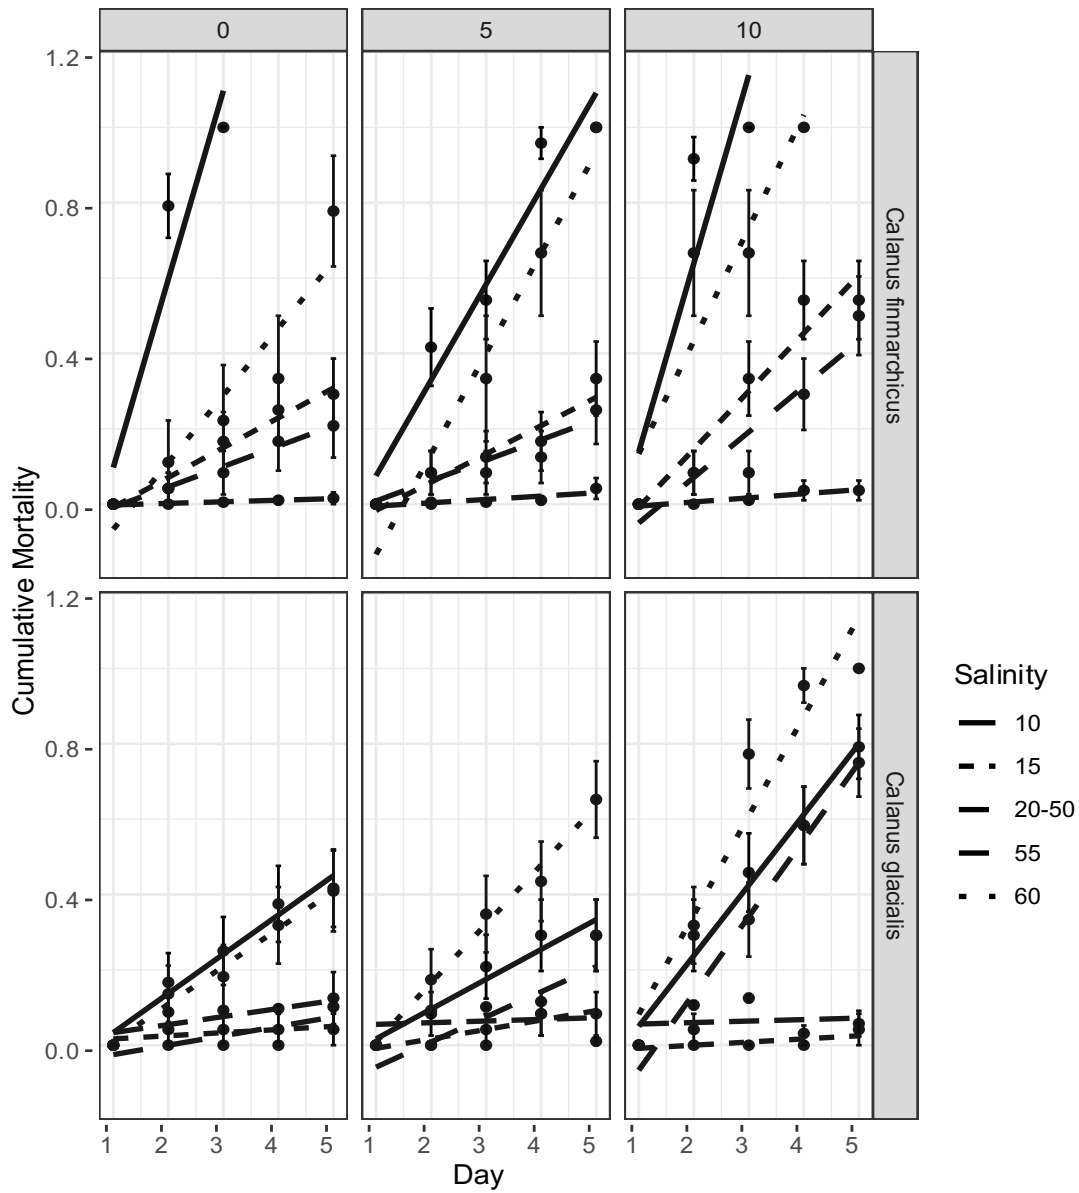 0 5 10
1.2
0.8
0.4
0.0
Calanus finmarchicus
Cumulative Mortality
1.2
0.8
0.4
0.0
Calanus glacialis
1 2 3 4 5 1 2 3 4 5 1 2 3 4 5
Day
Salinity
10
15
20-50
55
60